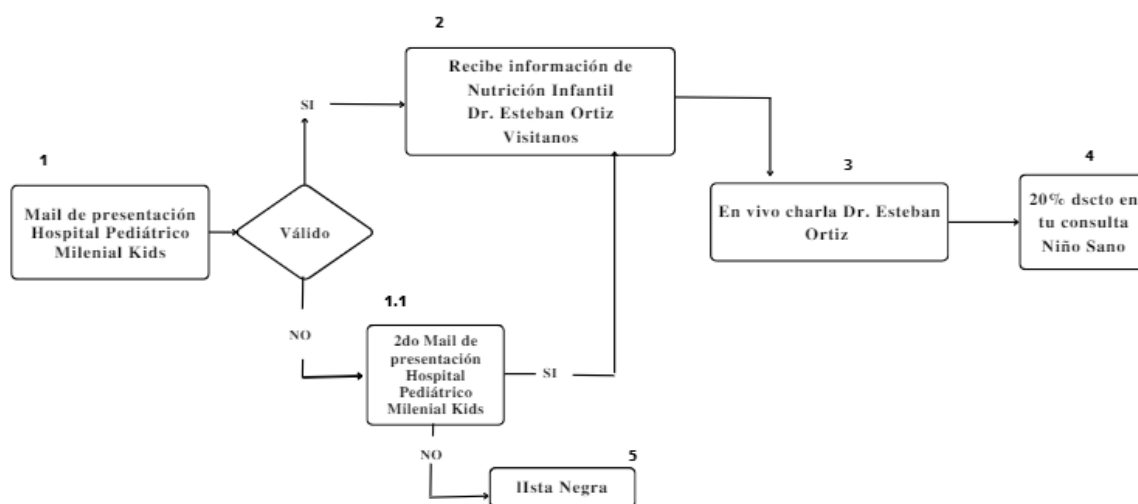 2
Recibe información de
Nutrición Infantil
Dr. Esteban Ortiz
Visitanos
SI
1
Mail de presentación
Hospital Pediátrico
Milenial Kids
Válido
3
En vivo charla Dr. Esteban
Ortiz
4
20% dscto en
tu consulta
Niño Sano
NO
1.1
2do Mail de
presentación
Hospital
Pediátrico
Milenial Kids
SI
NO
5
lIsta Negra